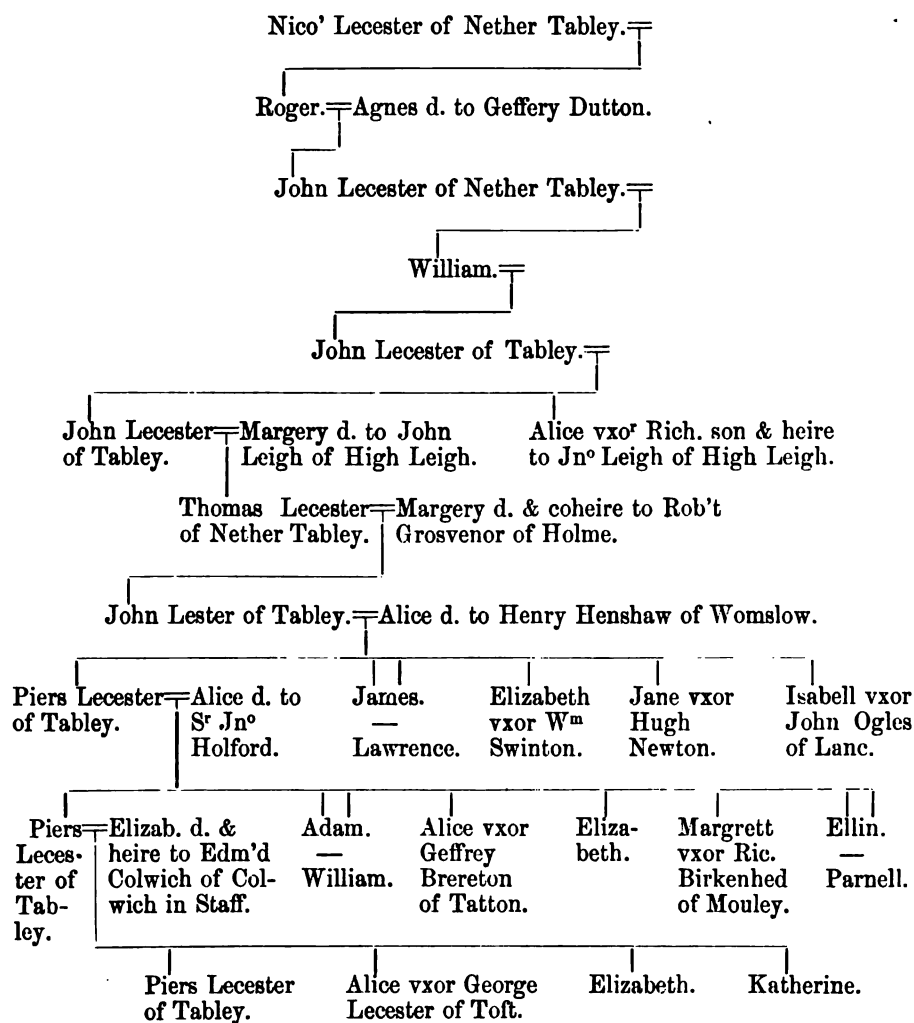 Nico' Lecester of Nether Tabley.
Roger. Agnes d. to Geffery Dutton.
John Lecester of Nether Tabley.
William.
John Lecester of Tabley.
John Lecester
of Tabley.
Margery d. to John
Leigh of High Leigh.
Alice vxoʳ Rich. son & heire
to Jnº Leigh of High Leigh.
Thomas Lecester
of Nether Tabley.
Margery d. & coheire to Rob't
Grosvenor of Holme.
John Lester of Tabley. Alice d. to Henry Henshaw of Womslow.
Piers Lecester
of Tabley.
Alice d. to
Sʳ Jnº
Holford.
James.
—
Lawrence.
Elizabeth
vxor Wᵐ
Swinton.
Jane vxor
Hugh
Newton.
Isabell vxor
John Ogles
of Lanc.
Piers
Leces-
ter of
Tab-
ley.
Elizab. d. &
heire to Edm'd
Colwich of Col-
wich in Staff.
Adam.
—
William.
Alice vxor
Geffrey
Brereton
of Tatton.
Eliza-
beth.
Margrett
vxor Ric.
Birkenhed
of Mouley.
Ellin.
—
Parnell.
Piers Lecester
of Tabley.
Alice vxor George
Lecester of Toft.
Elizabeth.
Katherine.